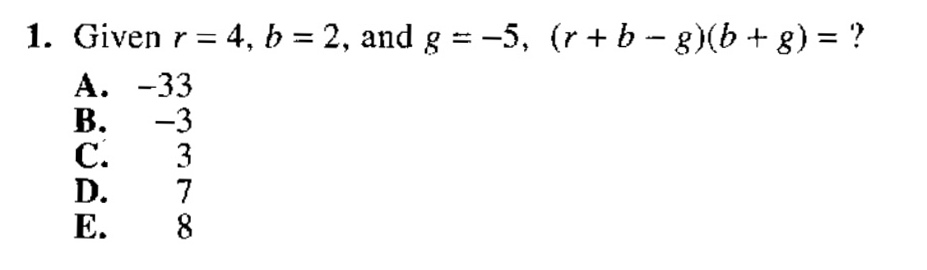 1. Given r = 4, b = 2, and g = −5, (r + b − g)(b + g) = ?
A. −33
B. −3
C. 3
D. 7
E. 8